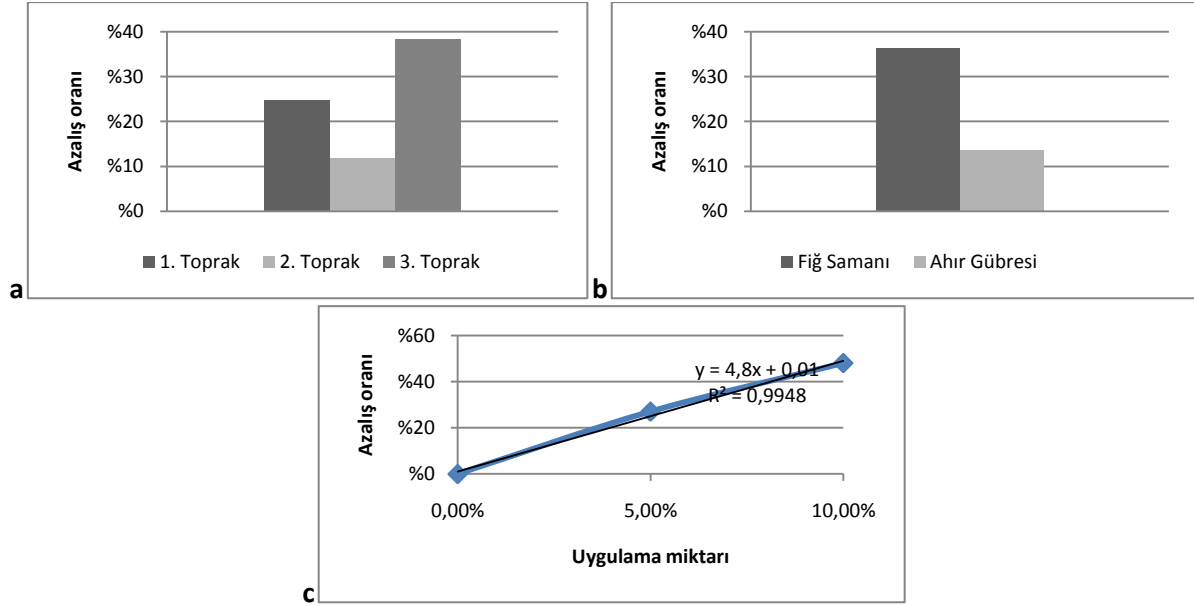 %40
%30
%20
%10
%0
Azalış oranı
1. Toprak 2. Toprak 3. Toprak
a
%40
%30
%20
%10
%0
Azalış oranı
Fiğ Samanı Ahır Gübresi
b
%60
%40
%20
%0
Azalış oranı
y = 4,8x + 0,01
R² = 0,9948
0,00% 5,00% 10,00%
Uygulama miktarı
c